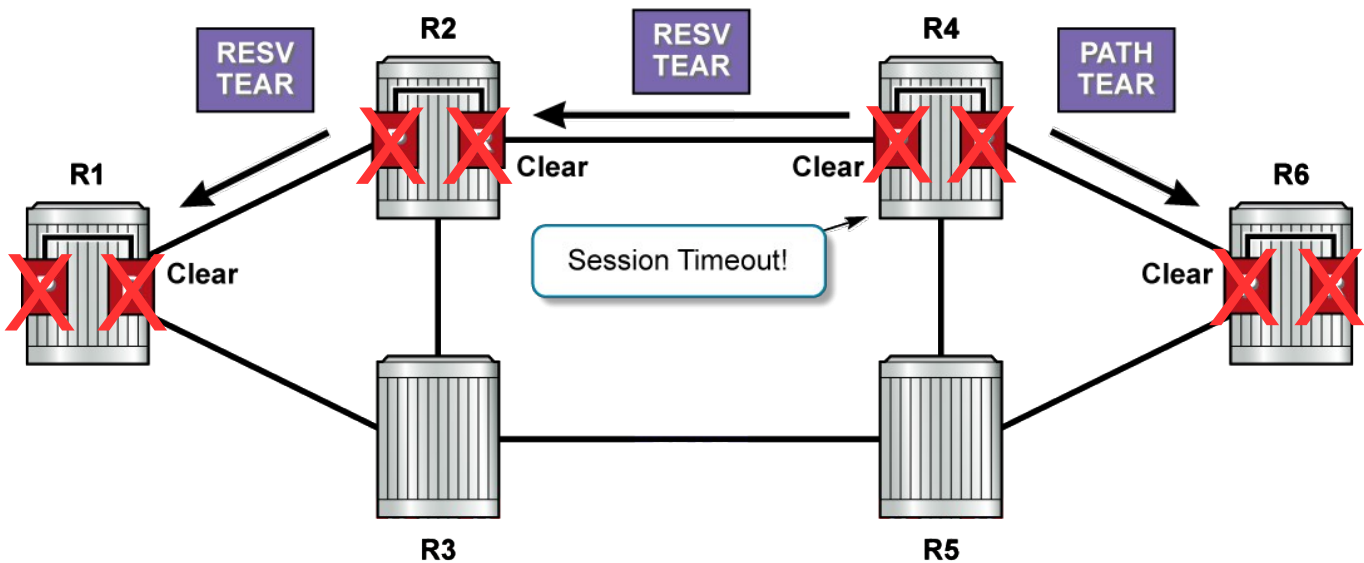 R2
R4
RESV
TEAR
RESV
TEAR
PATH
TEAR
R1
Clear
Clear
R6
Session Timeout!
Clear
Clear
R3
R5